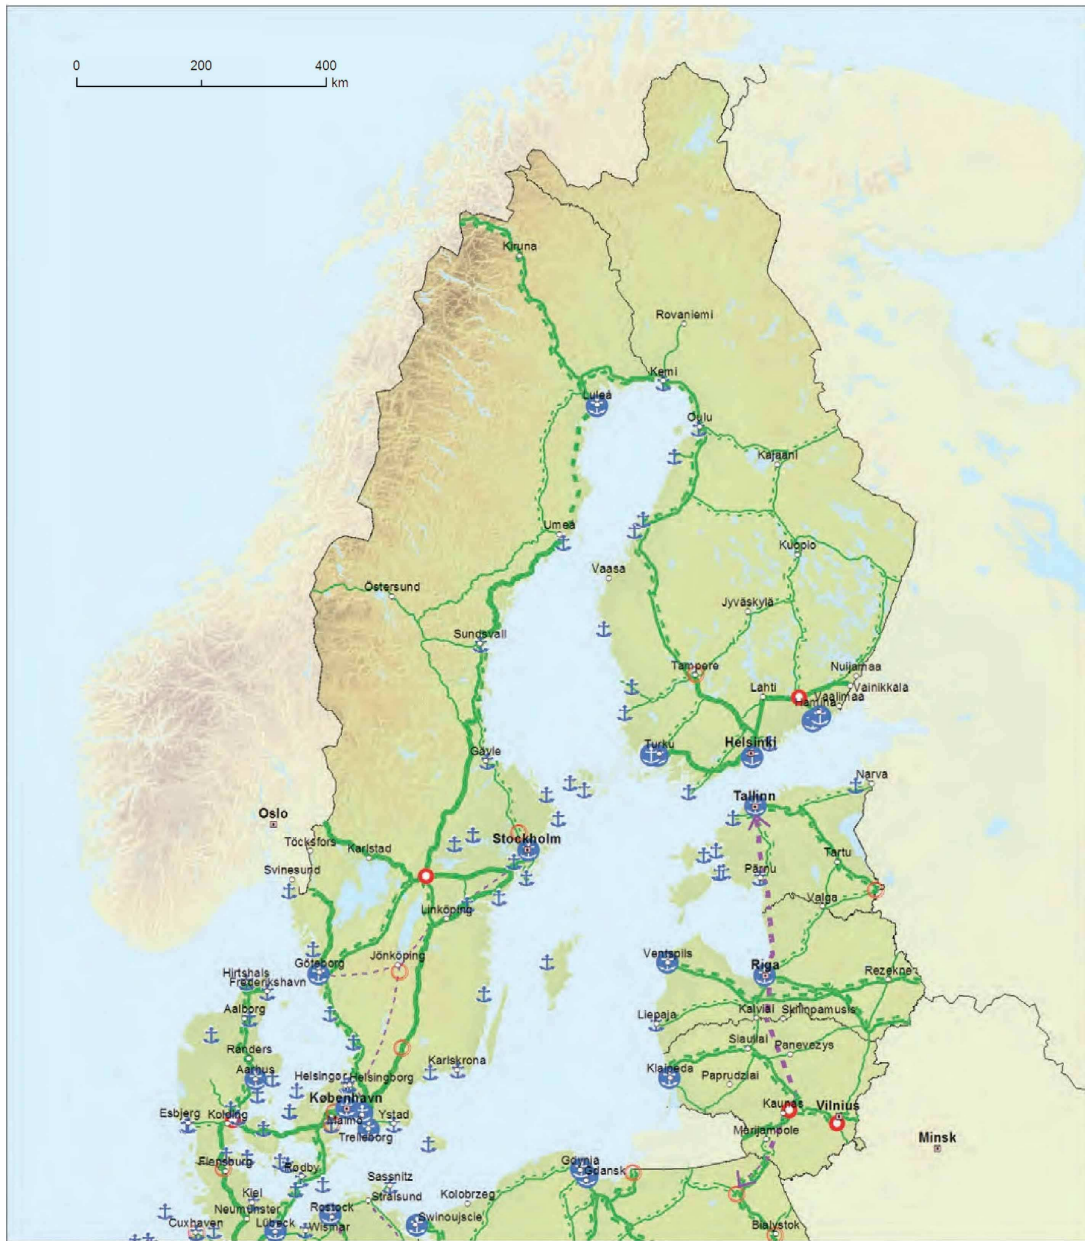 0 200 400
km
Kiruna
Rovaniemi
Kemi
Luleå
Oulu
Kajaani
Umeå
Kuopio
Vaasa
Östersund
Jyväskylä
Sundsvall
Tampere
Nuijamaa
Lahti
Vainikkala
Vaalimaa
Hamina
Turku
Helsinki
Gävle
Narva
Tallinn
Oslo
Stockholm
Töcksfors
Karlstad
Tartu
Svinesund
Pärnu
Valga
Linköping
Jönköping
Ventspils
Göteborg
Riga
Rezekne
Hirtshals
Frederikshavn
Aalborg
Liepaja
Kalviai
Skilinpamusis
Randers
Siauliai
Panevezys
Aarhus
Karlskrona
Klaipeda
Paprudziai
Helsingør
Helsingborg
København
Kaunas
Vilnius
Esbjerg
Kolding
Malmö
Ystad
Trelleborg
Marijampole
Minsk
Flensburg
Rødby
Gdynia
Gdansk
Sassnitz
Kiel
Stralsund
Kolobrzeg
Neumünster
Rostock
Cuxhaven
Lübeck
Wismar
Swinoujscie
Bialystok